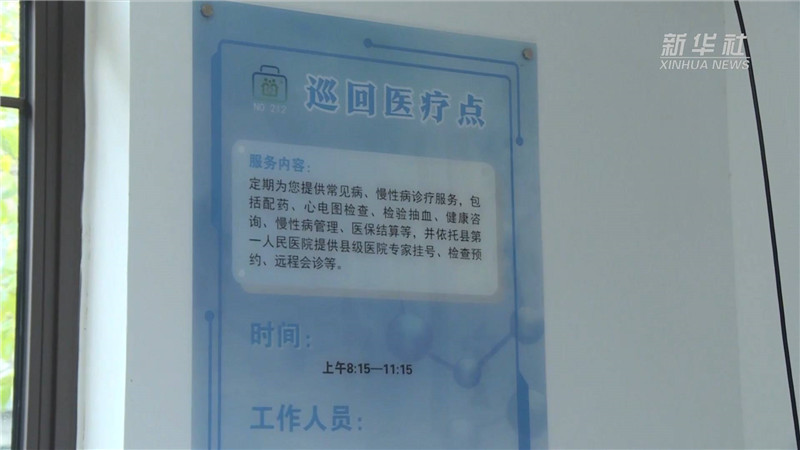 新华社
XINHUA NEWS
NO 212
巡回医疗点
服务内容：
定期为您提供常见病、慢性病诊疗服务，包
括配药、心电图检查、检验抽血、健康咨
询、慢性病管理、医保结算等，并依托县第
一人民医院提供县级医院专家挂号、检查预
约、远程会诊等。
时间：
上午8:15—11:15
工作人员：